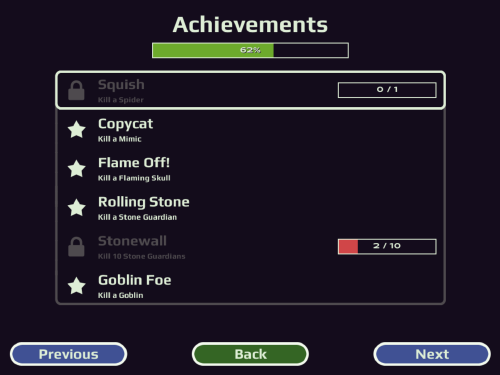 Achievements
62%
Squish
0 / 1
Kill a Spider
Copycat
Kill a Mimic
Flame Off!
Kill a Flaming Skull
Rolling Stone
Kill a Stone Guardian
Stonewall
2 / 10
Kill 10 Stone Guardians
Goblin Foe
Kill a Goblin
Previous
Back
Next